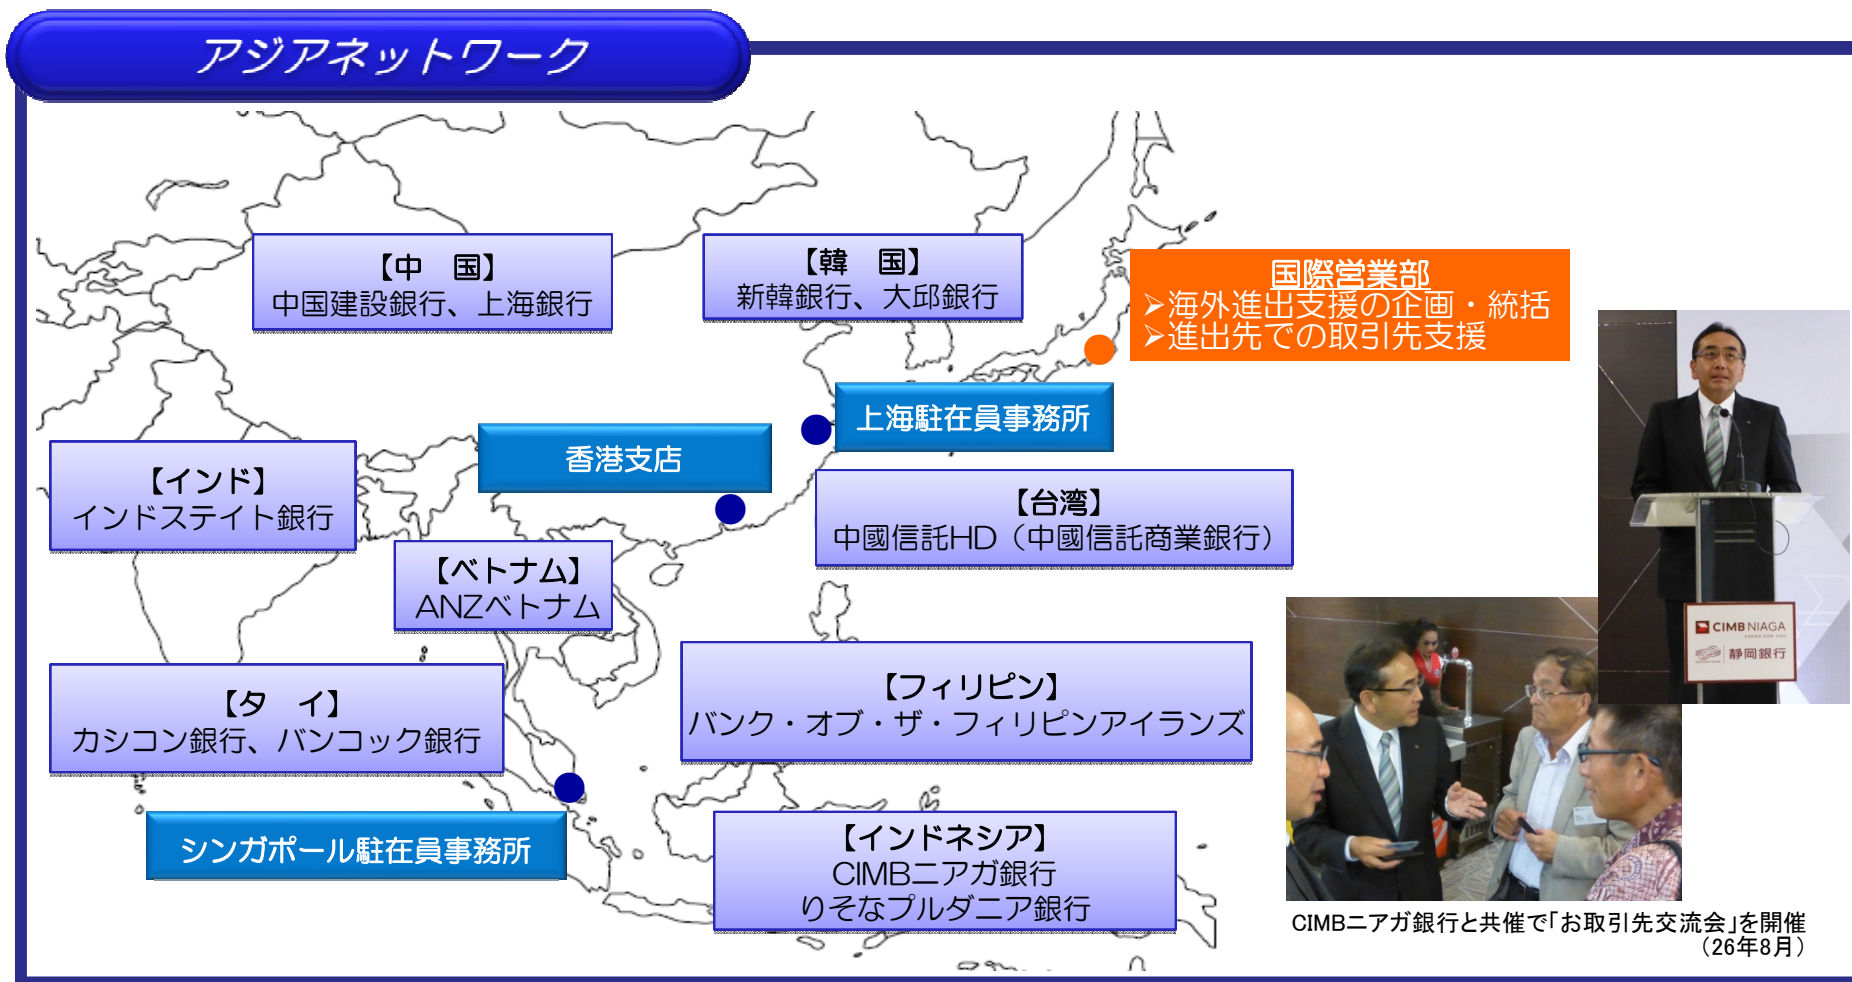 アジアネットワーク
【中　国】
中国建設銀行、上海銀行
【韓　国】
新韓銀行、大邱銀行
国際営業部
➢海外進出支援の企画・統括
➢進出先での取引先支援
上海駐在員事務所
香港支店
【インド】
インドステイト銀行
【台湾】
中國信託HD（中國信託商業銀行）
【ベトナム】
ANZベトナム
【フィリピン】
バンク・オブ・ザ・フィリピンアイランズ
【タ　イ】
カシコン銀行、バンコック銀行
シンガポール駐在員事務所
【インドネシア】
CIMBニアガ銀行
りそなプルダニア銀行
CIMB NIAGA
静岡銀行
CIMBニアガ銀行と共催で「お取引先交流会」を開催
（26年8月）